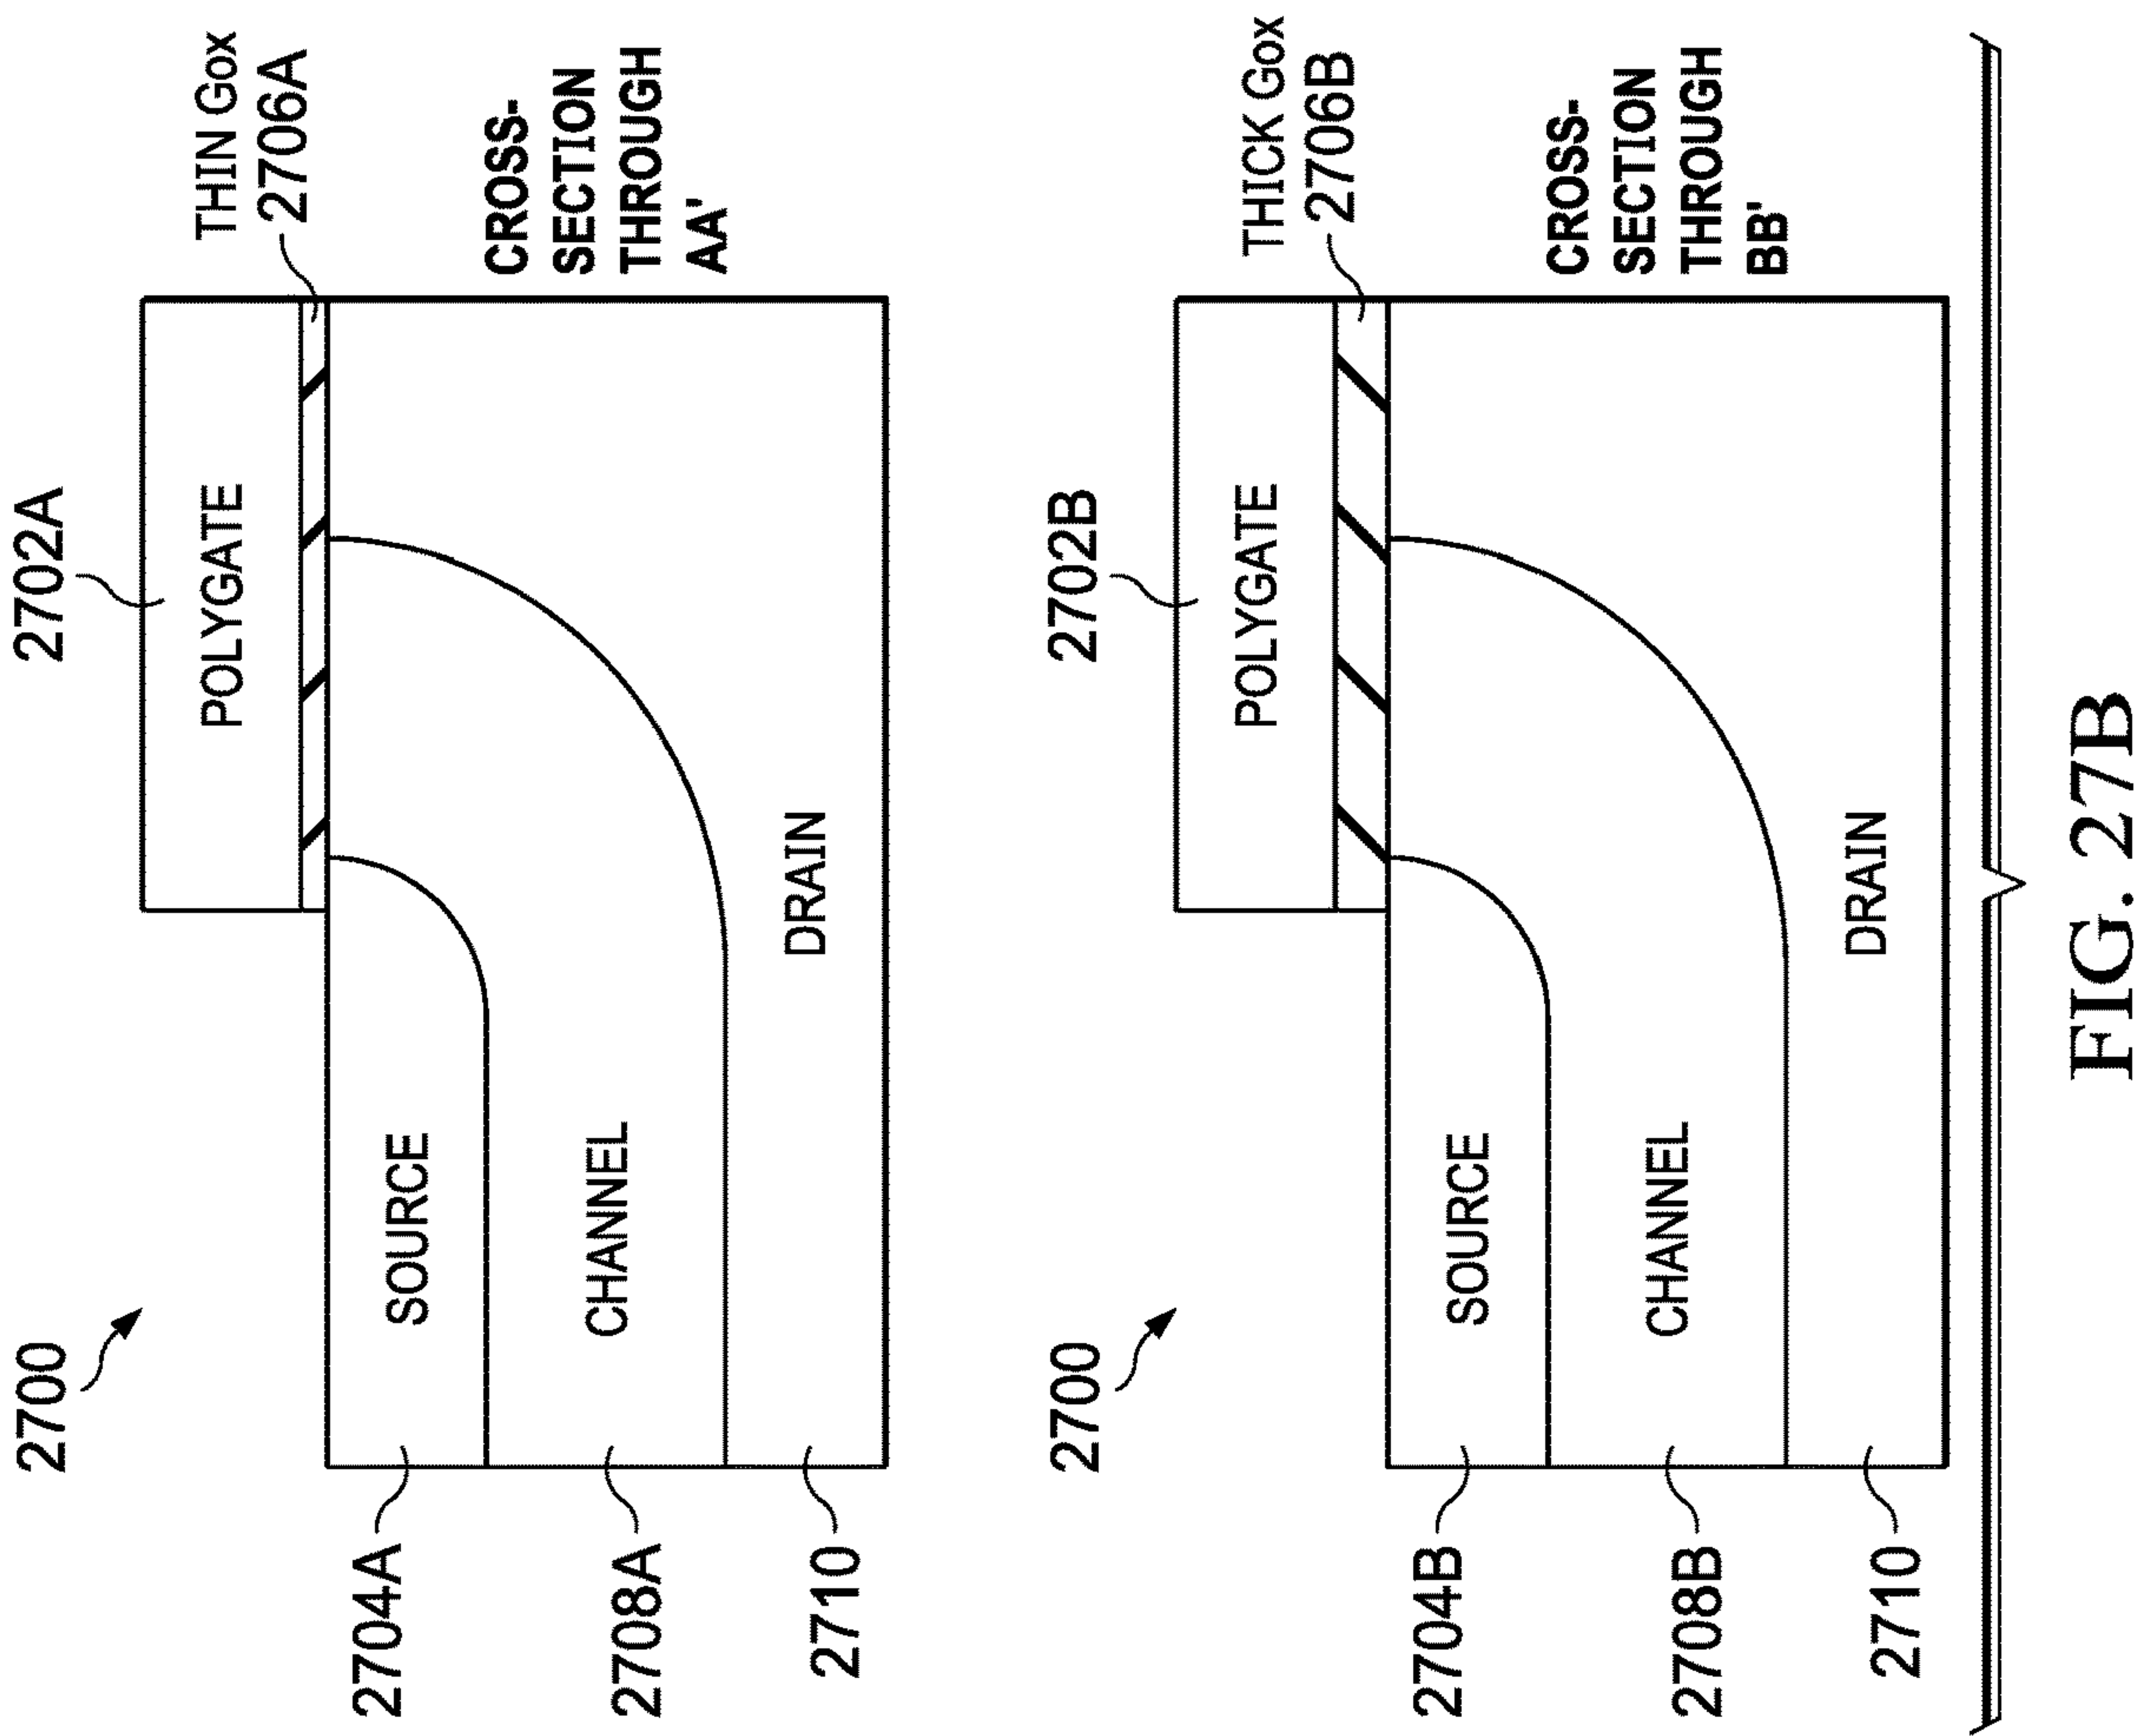 2700
2702A
POLYGATE
THIN Gox
2706A
SOURCE
CHANNEL
DRAIN
2704A
2708A
2710
CROSS-
SECTION
THROUGH
AA'
2700
2702B
POLYGATE
THICK Gox
2706B
SOURCE
CHANNEL
DRAIN
2704B
2708B
2710
CROSS-
SECTION
THROUGH
BB'
FIG. 27B